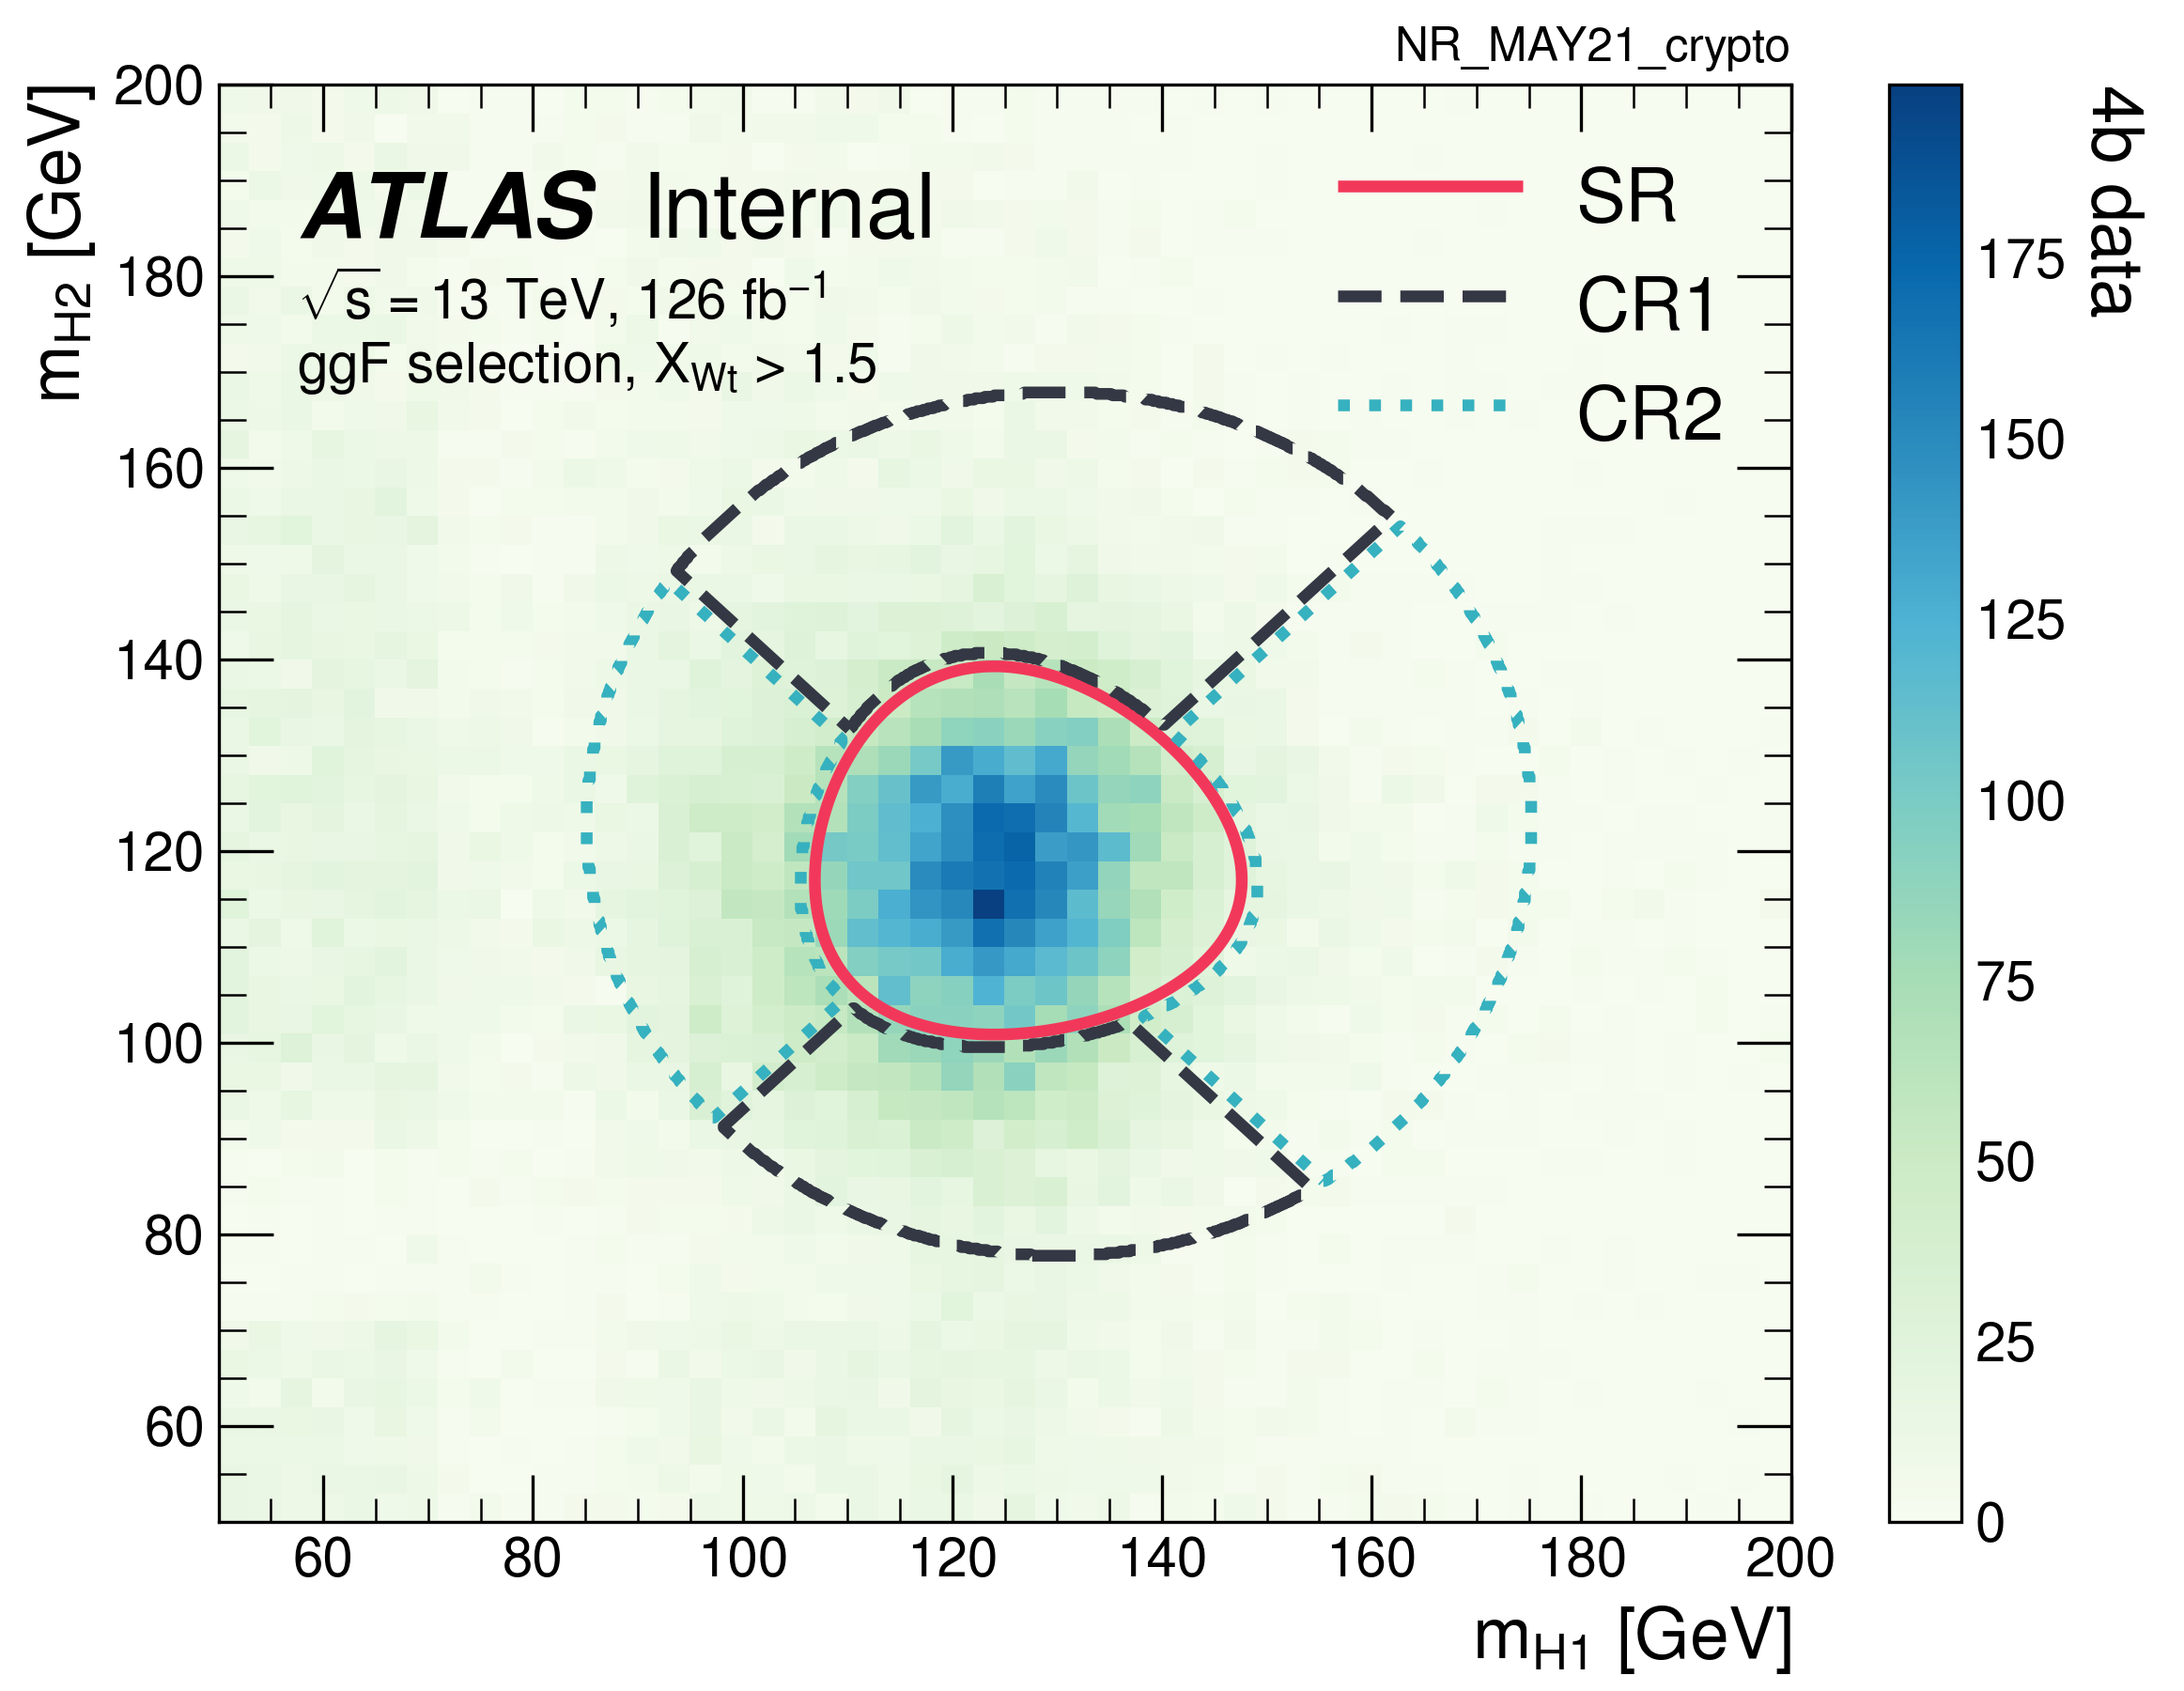 NR_MAY21_crypto
ATLAS Internal
√s = 13 TeV, 126 fb⁻¹
ggF selection, X_Wt > 1.5
SR
CR1
CR2
m_H2 [GeV]
200
180
160
140
120
100
80
60
60 80 100 120 140 160 180 200
m_H1 [GeV]
4b data
175
150
125
100
75
50
25
0